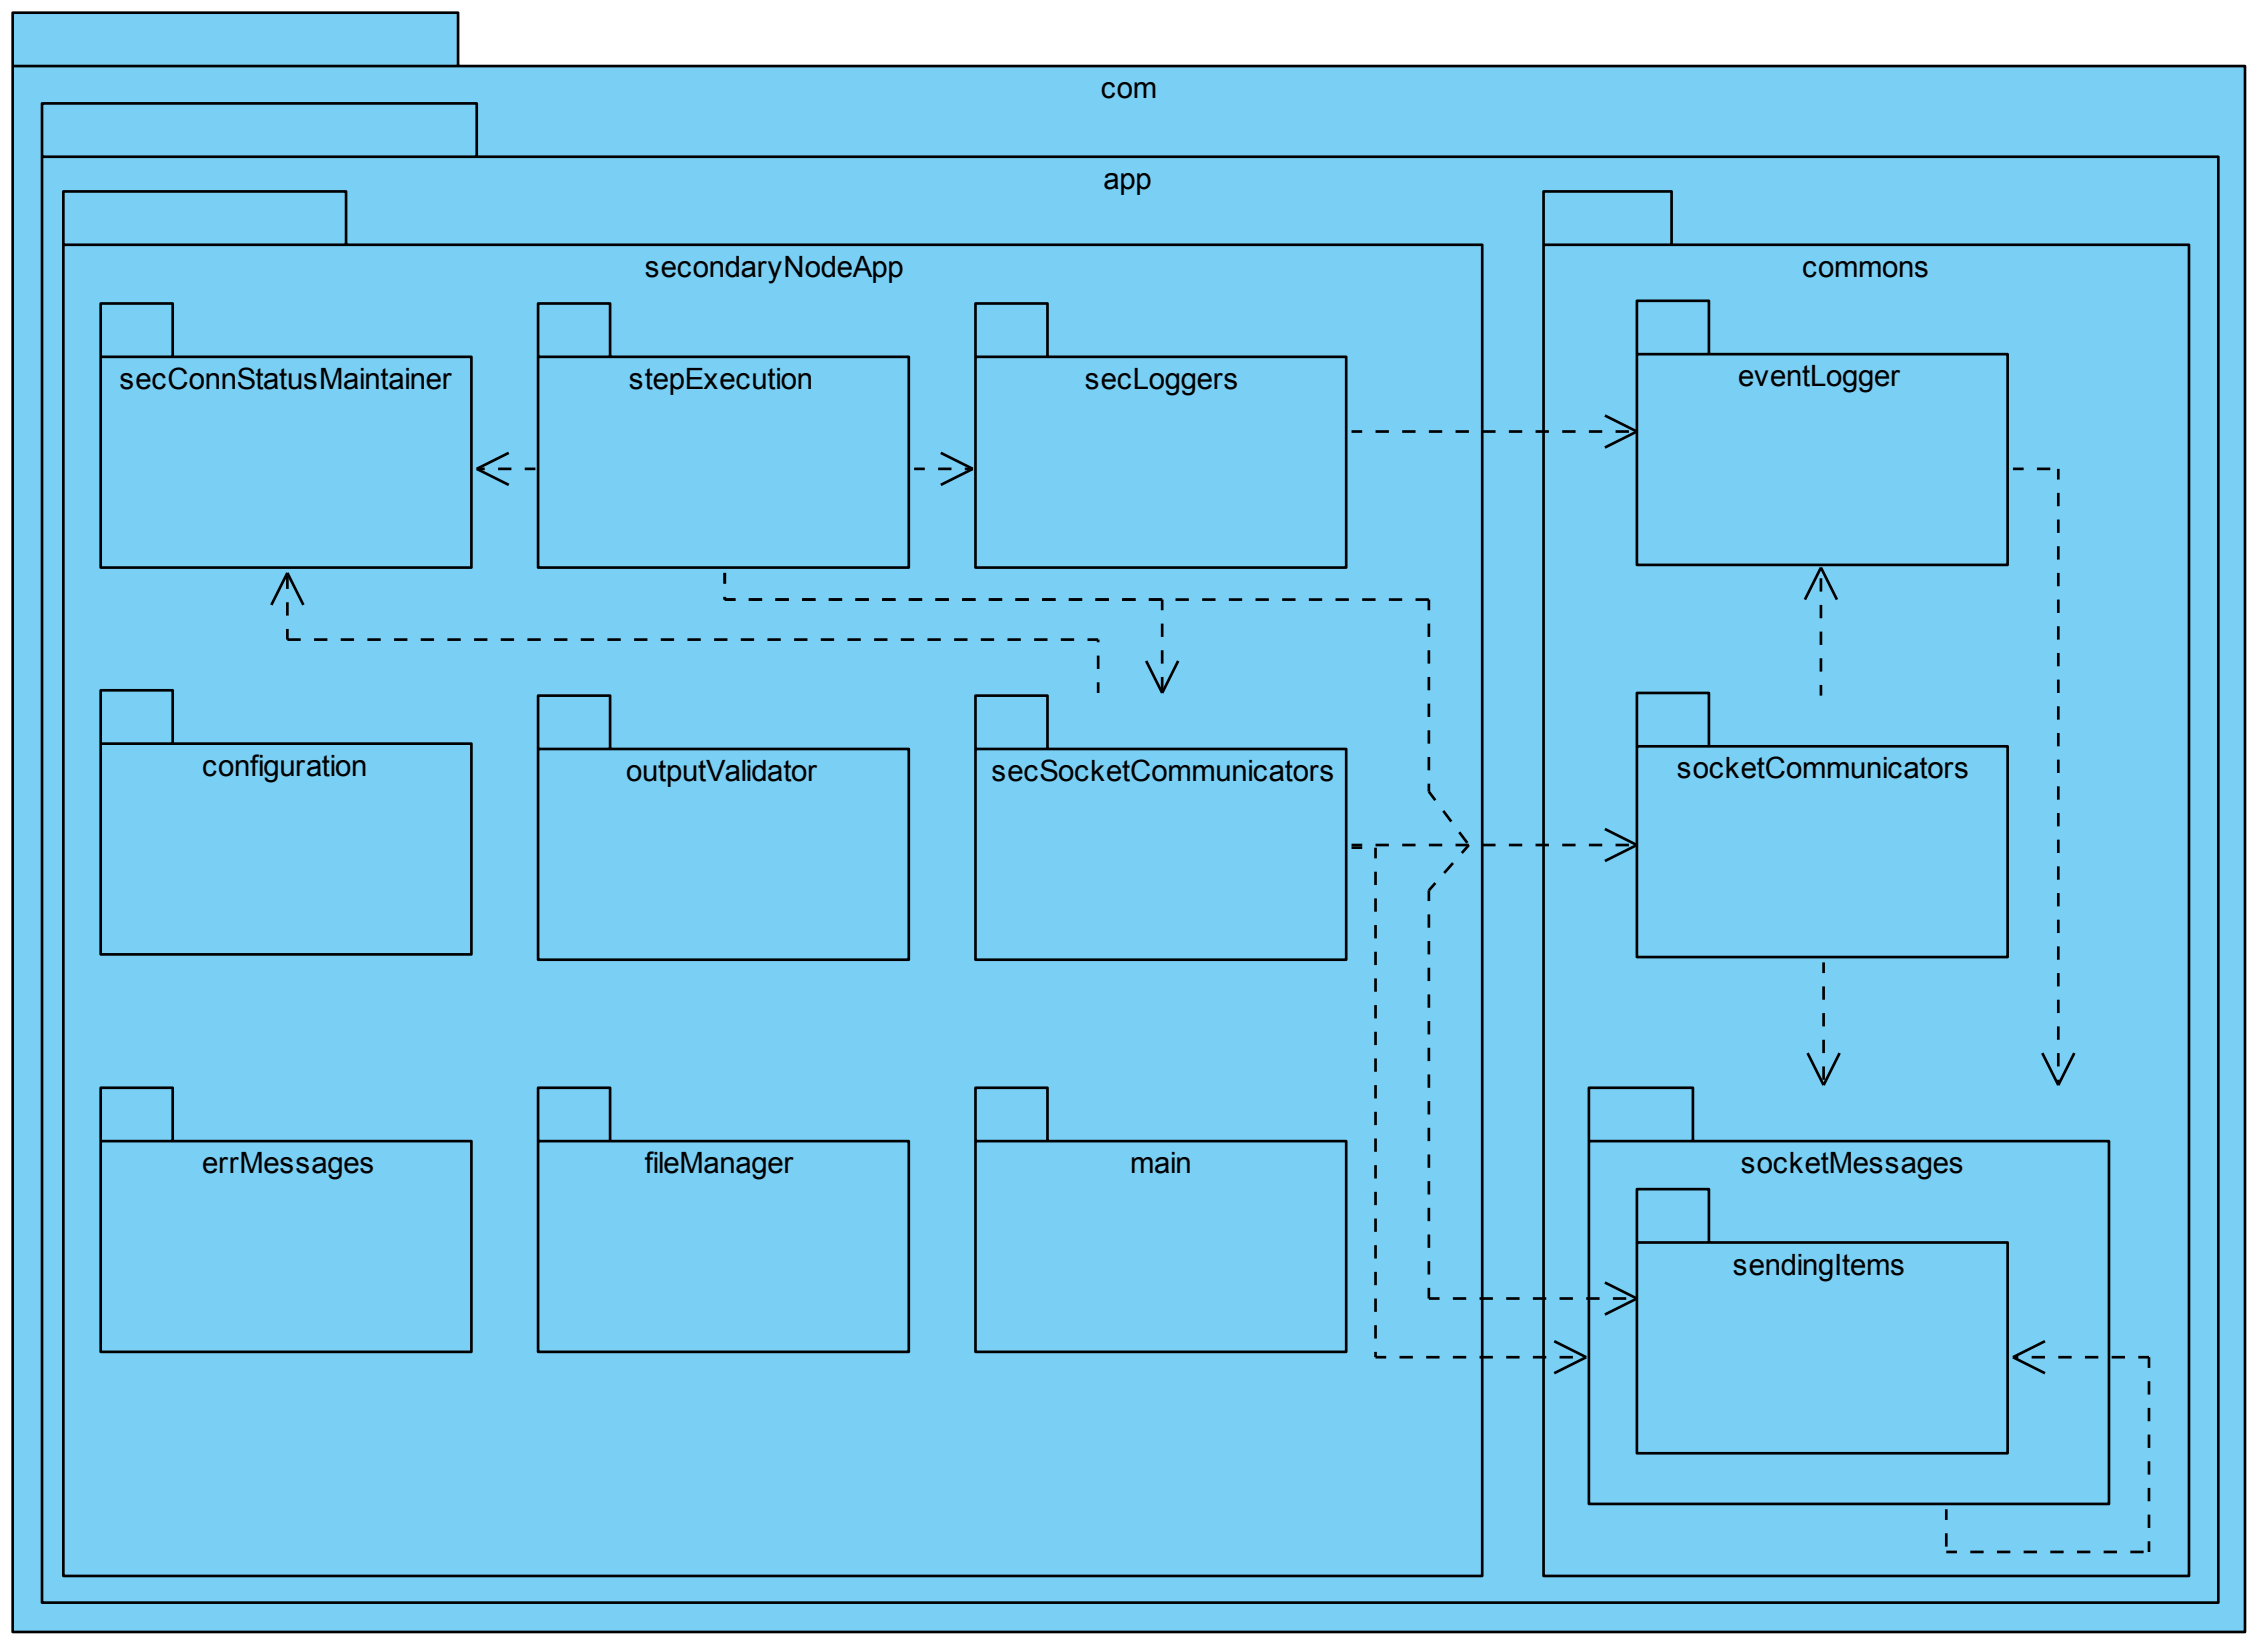 com
app
secondaryNodeApp
commons
secConnStatusMaintainer
stepExecution
secLoggers
eventLogger
configuration
outputValidator
secSocketCommunicators
socketCommunicators
errMessages
fileManager
main
socketMessages
sendingItems